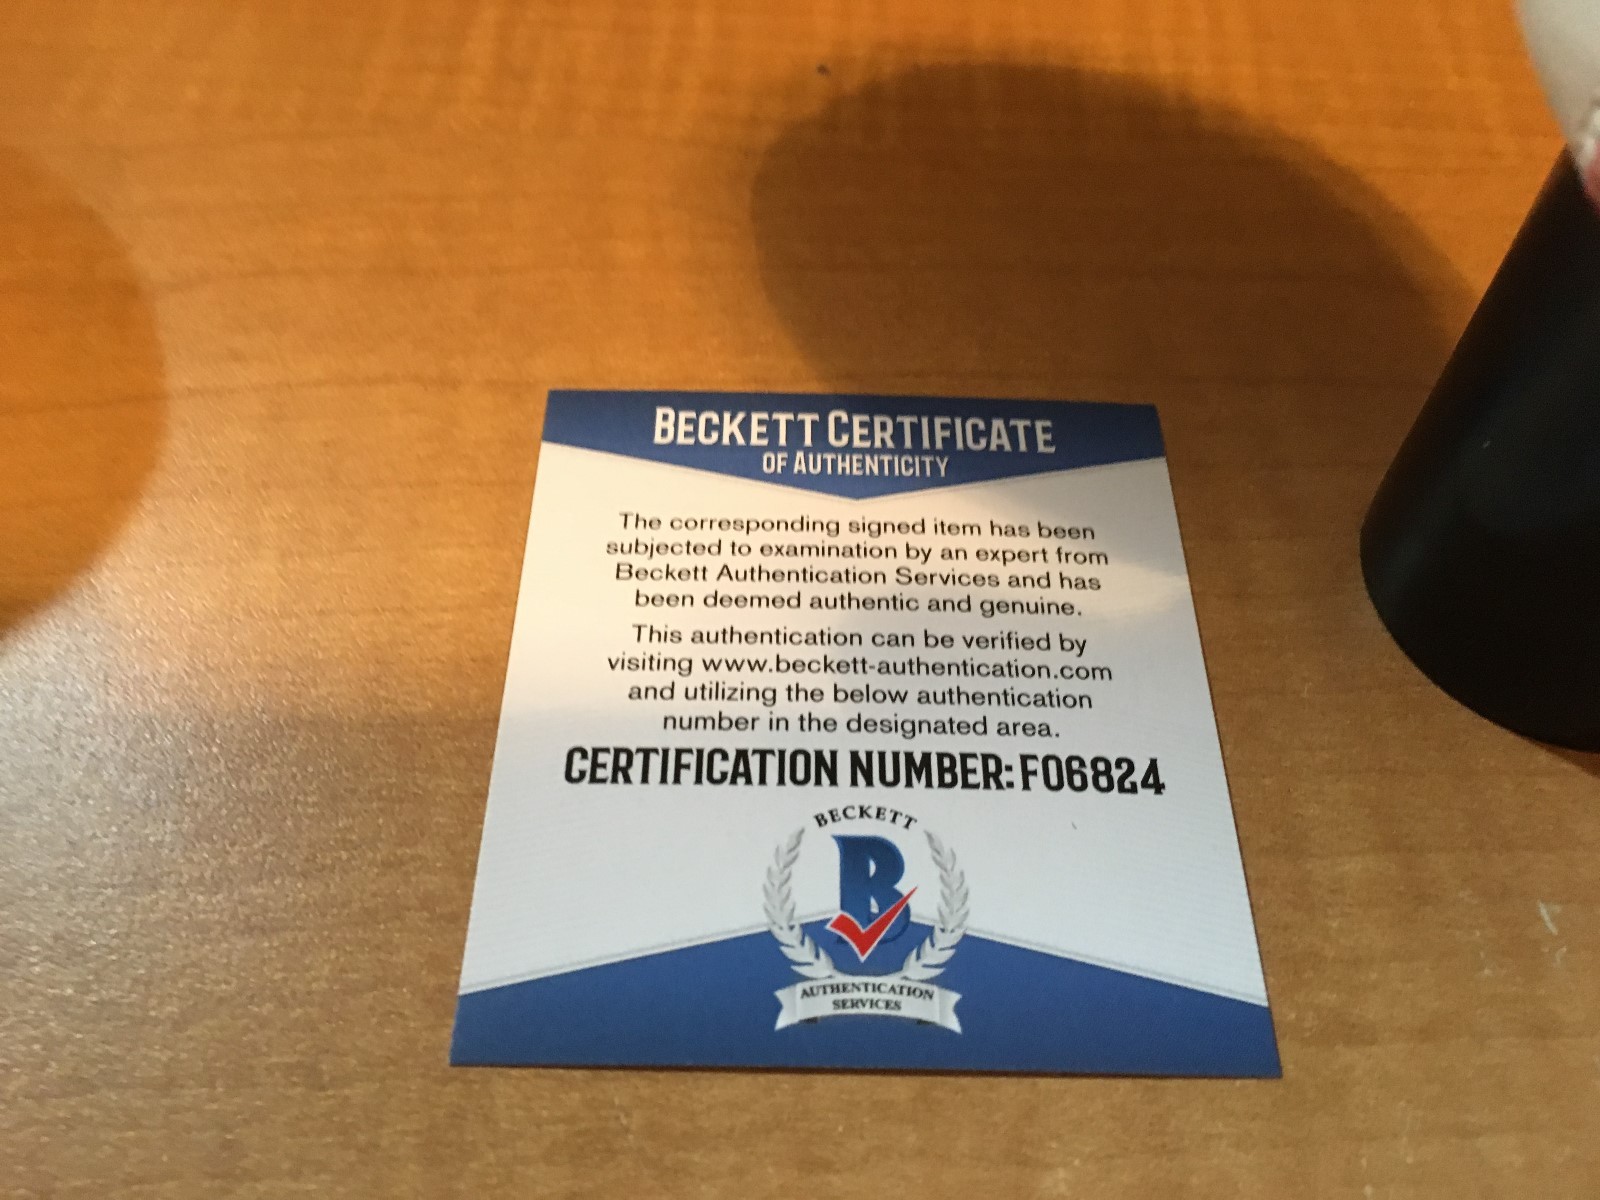 BECKETT CERTIFICATE
OF AUTHENTICITY
The corresponding signed item has been
subjected to examination by an expert from
Beckett Authentication Services and has
been deemed authentic and genuine.
This authentication can be verified by
visiting www.beckett-authentication.com
and utilizing the below authentication
number in the designated area.
CERTIFICATION NUMBER: F06824
BECKETT
B
AUTHENTICATION
SERVICES